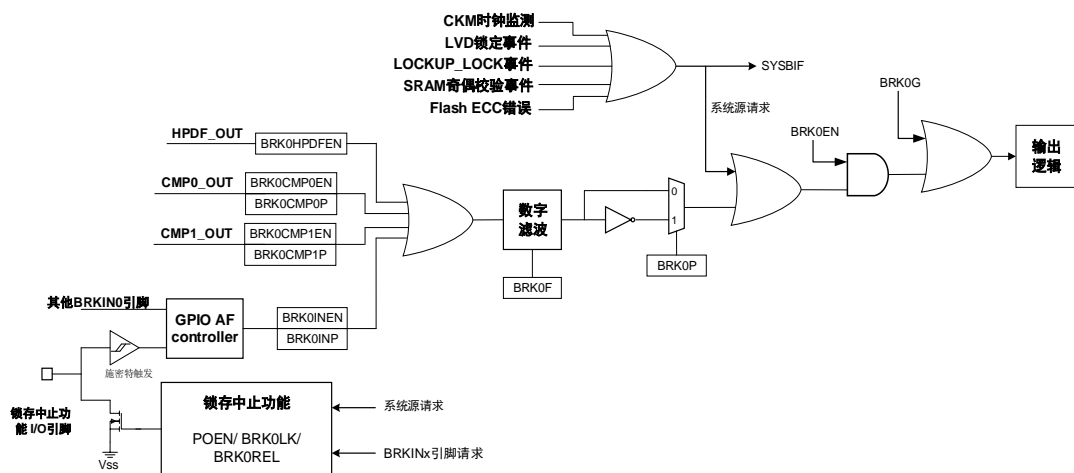 CKM时钟监测
LVD锁定事件
LOCKUP_LOCK事件
SRAM奇偶校验事件
Flash ECC错误
SYSBIF
系统源请求
BRK0G
BRK0EN
输出
逻辑
HPDF_OUT
BRK0HPDFEN
CMP0_OUT
BRK0CMP0EN
BRK0CMP0P
CMP1_OUT
BRK0CMP1EN
BRK0CMP1P
数字
滤波
0
1
BRK0F
BRK0P
其他BRKIN0引脚
GPIO AF
controller
BRK0INEN
BRK0INP
施密特触发
锁存中止功
能 I/O引脚
Vss
锁存中止功能
POEN/ BRK0LK/
BRK0REL
系统源请求
BRKINx引脚请求